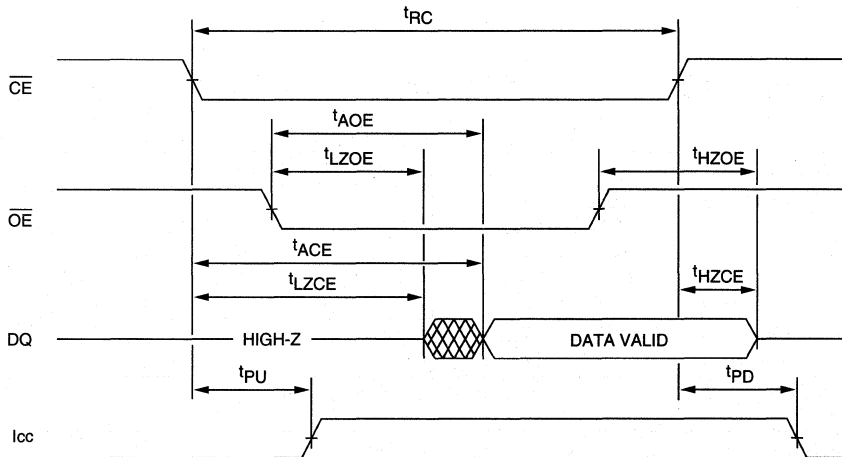 tRC
CE
tAOE
tLZOE
tHZOE
OE
tACE
tLZCE
tHZCE
DQ
HIGH-Z
DATA VALID
tPU
tPD
Icc